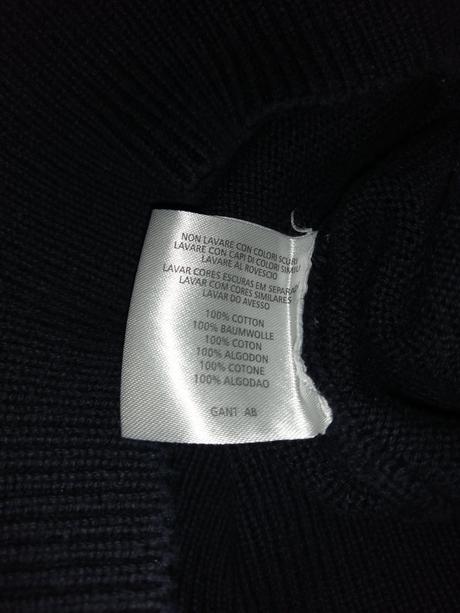 NON LAVARE CON COLORI SCURI
LAVARE CON CAPI DI COLORI SIMILI
LAVARE AL ROVESCIO
LAVAR CORES ESCURAS EM SEPARADO
LAVAR COM CORES SIMILARES
LAVAR DO AVESSO
100% COTTON
100% BAUMWOLLE
100% COTON
100% ALGODON
100% COTONE
100% ALGODAO
GANT AB